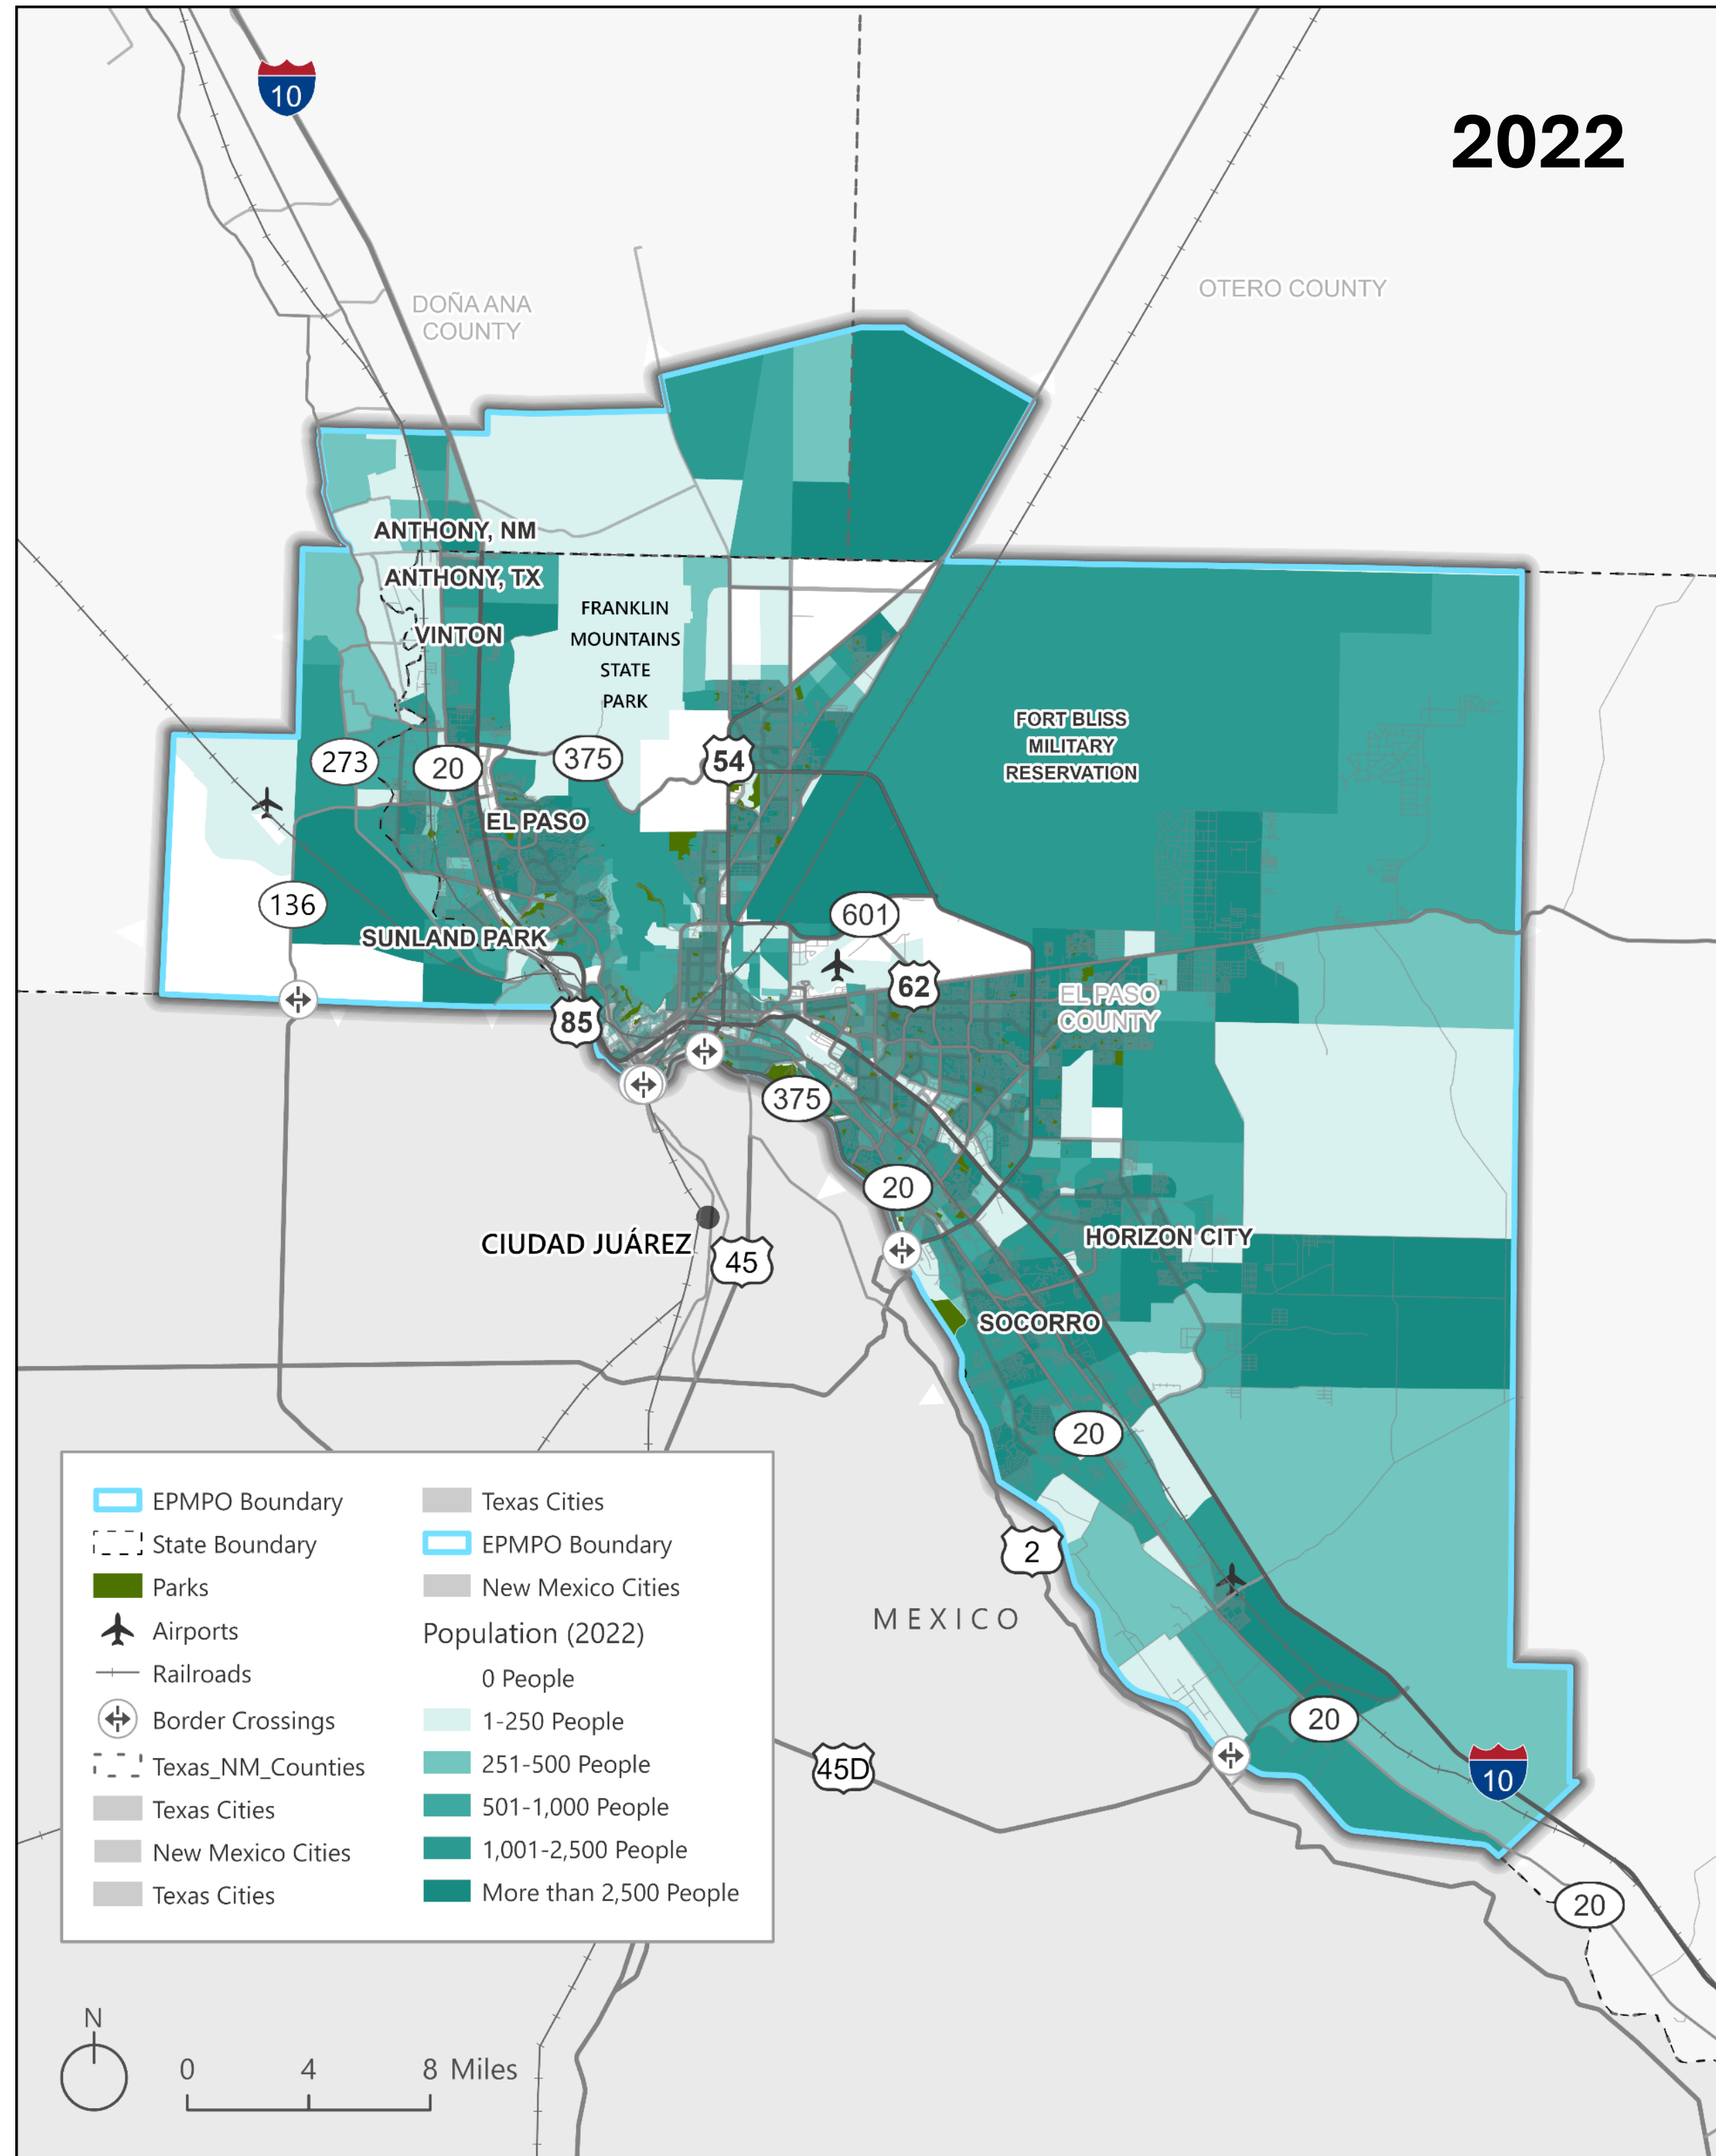 10
2022
DOÑA ANA
COUNTY
OTERO COUNTY
ANTHONY, NM
ANTHONY, TX
VINTON
FRANKLIN
MOUNTAINS
STATE
PARK
FORT BLISS
MILITARY
RESERVATION
273
20
375
54
EL PASO
136
SUNLAND PARK
601
62
85
EL PASO
COUNTY
375
20
CIUDAD JUÁREZ
45
HORIZON CITY
SOCORRO
20
2
MEXICO
20
10
45D
20
EPMPO Boundary
State Boundary
Parks
Airports
Railroads
Border Crossings
Texas_NM_Counties
Texas Cities
New Mexico Cities
Texas Cities
Texas Cities
EPMPO Boundary
New Mexico Cities
Population (2022)
0 People
1-250 People
251-500 People
501-1,000 People
1,001-2,500 People
More than 2,500 People
N
0 4 8 Miles